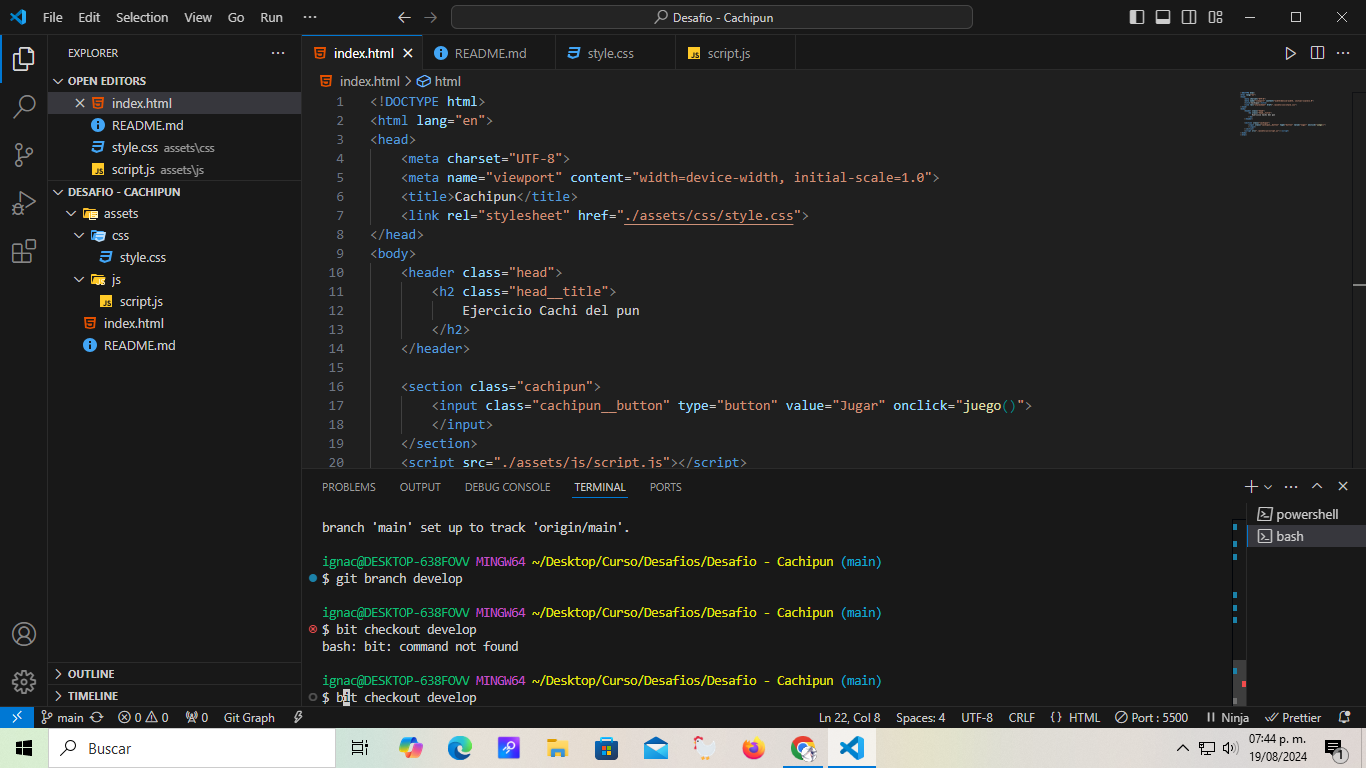 File Edit Selection View Go Run ··· Desafio - Cachipun
EXPLORER ···
OPEN EDITORS
index.html
README.md
style.css assets\css
script.js assets\js
DESAFIO - CACHIPUN
assets
css
style.css
js
script.js
index.html
README.md
OUTLINE
TIMELINE
index.html README.md style.css script.js
index.html > html
1 <!DOCTYPE html>
2 <html lang="en">
3 <head>
4 <meta charset="UTF-8">
5 <meta name="viewport" content="width=device-width, initial-scale=1.0">
6 <title>Cachipun</title>
7 <link rel="stylesheet" href="./assets/css/style.css">
8 </head>
9 <body>
10 <header class="head">
11 <h2 class="head__title">
12 Ejercicio Cachi del pun
13 </h2>
14 </header>
15
16 <section class="cachipun">
17 <input class="cachipun__button" type="button" value="Jugar" onclick="juego()">
18 </input>
19 </section>
20 <script src="./assets/js/script.js"></script>
PROBLEMS OUTPUT DEBUG CONSOLE TERMINAL PORTS
powershell
bash
branch 'main' set up to track 'origin/main'.
ignac@DESKTOP-638FOVV MINGW64 ~/Desktop/Curso/Desafios/Desafio - Cachipun (main)
$ git branch develop
ignac@DESKTOP-638FOVV MINGW64 ~/Desktop/Curso/Desafios/Desafio - Cachipun (main)
$ bit checkout develop
bash: bit: command not found
ignac@DESKTOP-638FOVV MINGW64 ~/Desktop/Curso/Desafios/Desafio - Cachipun (main)
$ bit checkout develop
main 0 0 0 Git Graph Ln 22, Col 8 Spaces: 4 UTF-8 CRLF {} HTML Port : 5500 Ninja Prettier
Buscar
07:44 p. m.
19/08/2024
1